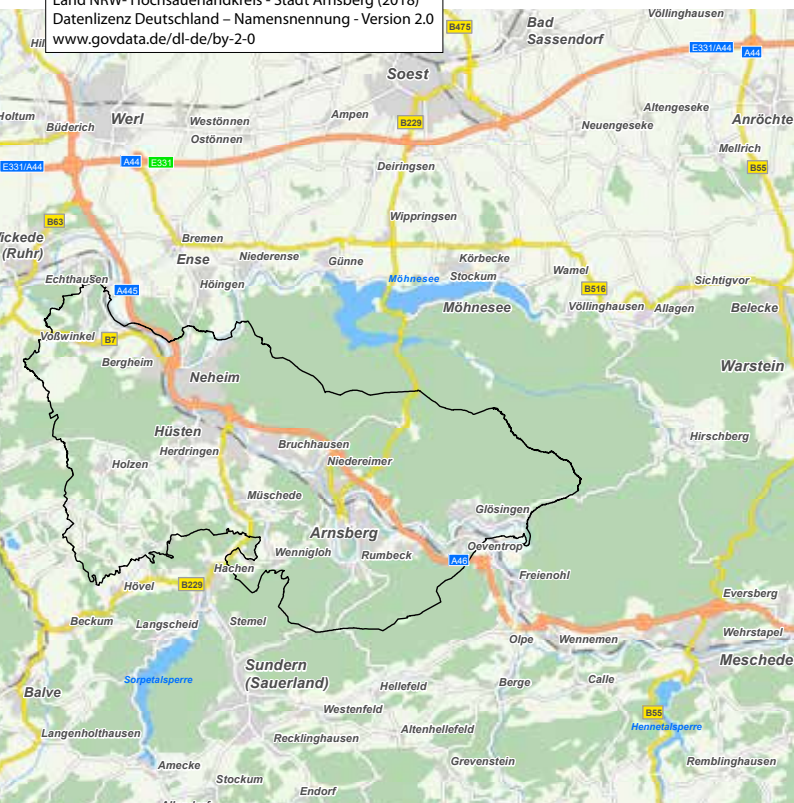 Land NRW- Hochsauerlandkreis - Stadt Arnsberg (2018)
Datenlizenz Deutschland – Namensnennung - Version 2.0
www.govdata.de/dl-de/by-2-0
B475
Bad
Sassendorf
Völlinghausen
E331/A44
A44
Soest
Holtum
Büderich
Werl
Westönnen
Ostönnen
Ampen
B229
Altengeseke
Neuengeseke
Anröchte
Mellrich
E331/A44
A44
E331
Deiringsen
B55
B63
Wickede
(Ruhr)
Wippringsen
Bremen
Ense
Niederense
Günne
Körbecke
Echthausen
Höingen
Möhnesee
Stockum
Wamel
Sichtigvor
A445
B516
Möhnesee
Völlinghausen
Allagen
Belecke
Voßwinkel
B7
Bergheim
Neheim
Warstein
Hüsten
Herdringen
Bruchhausen
Hirschberg
Holzen
Niedereimer
Müschede
Glösingen
Arnsberg
Wennigloh
Rumbeck
Oeventrop
A46
Hachen
Freienohl
Hövel
B229
Eversberg
Beckum
Langscheid
Stemel
Olpe
Wennemen
Wehrstapel
Meschede
Sundern
(Sauerland)
Sorpetalsperre
Hellefeld
Berge
Calle
Balve
Westenfeld
B55
Hennetalsperre
Langenholthausen
Recklinghausen
Altenhellefeld
Amecke
Stockum
Grevenstein
Remblinghausen
Endorf